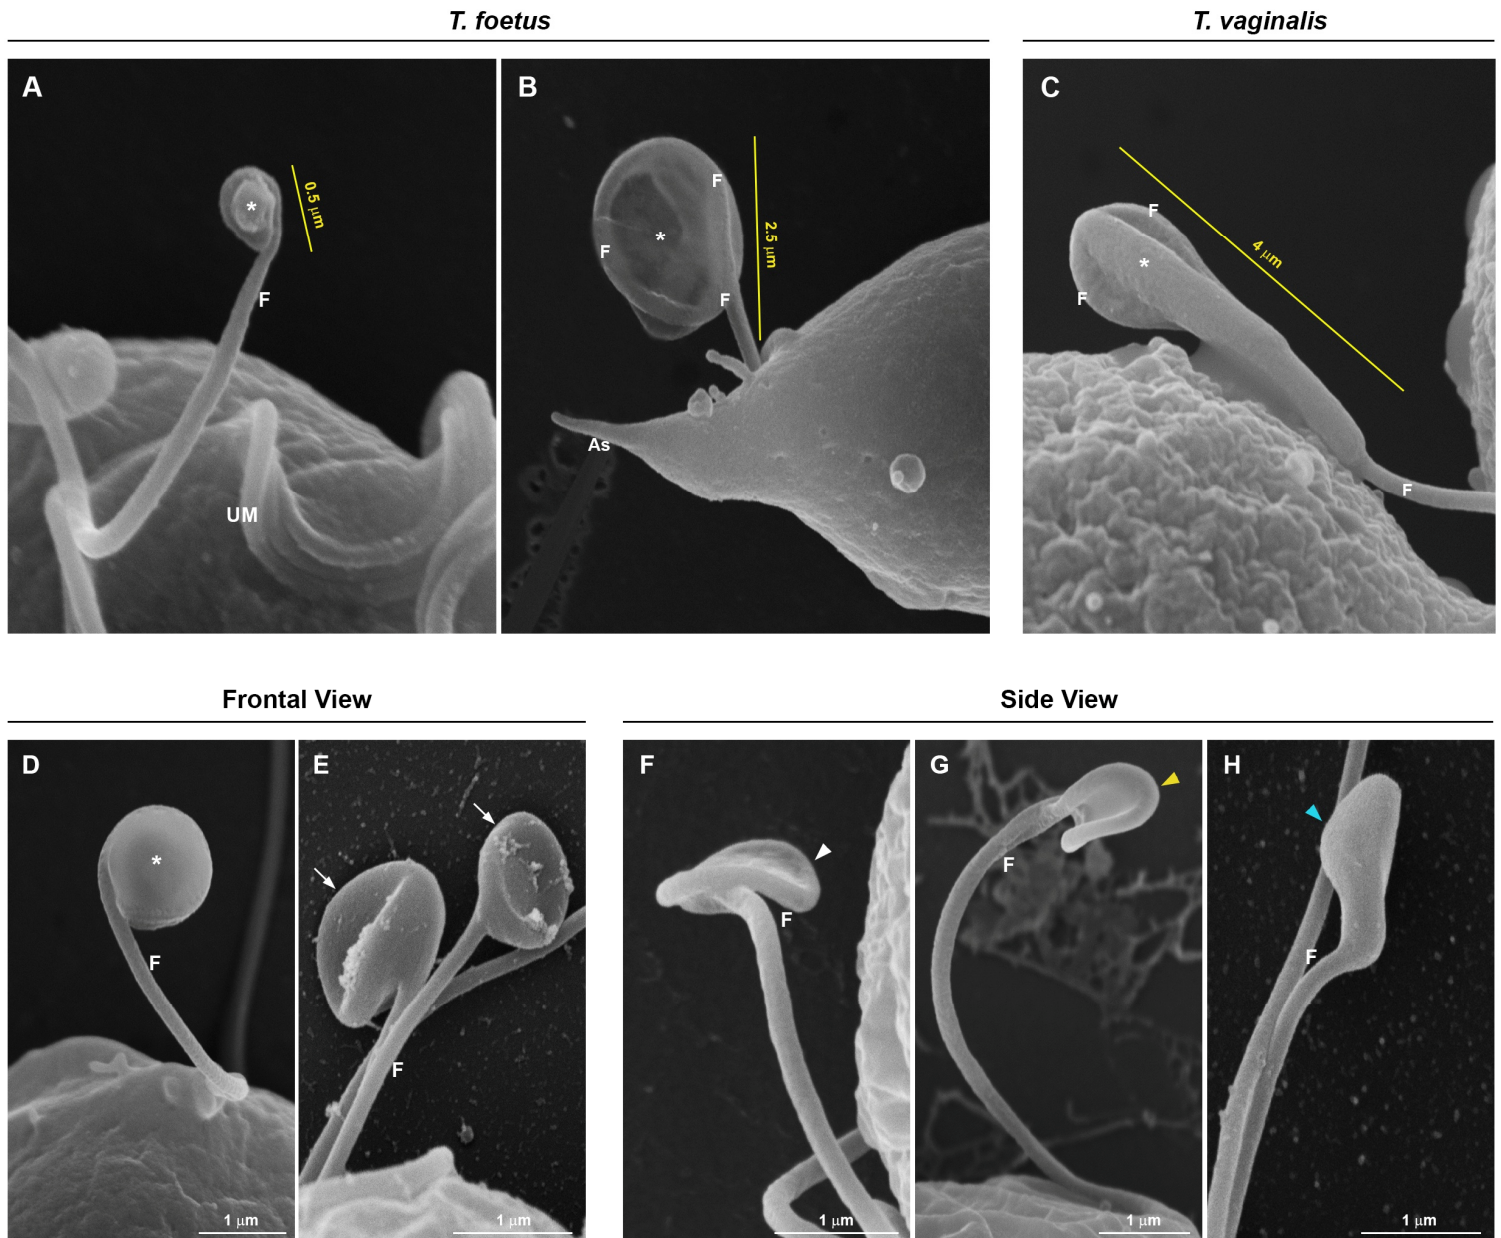 T. foetus
T. vaginalis
A
B
C
*
0.5 μm
F
UM
F
F
*
F
2.5 μm
As
F
*
F
4 μm
F
Frontal View
Side View
D
E
F
G
H
*
F
F
F
F
F
1 μm
1 μm
1 μm
1 μm
1 μm